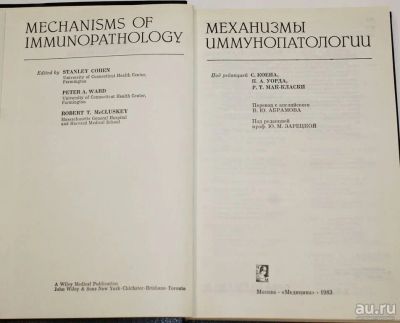 MECHANISMS OF
IMMUNOPATHOLOGY
Edited by STANLEY COHEN
University of Connecticut Health Center,
Farmington
PETER A. WARD
University of Connecticut Health Center,
Farmington
ROBERT T. McCLUSKEY
Massachusetts General Hospital
and Harvard Medical School
A Wiley Medical Publication
John Wiley & Sons New York-Chichester-Brisbane-Toronto
МЕХАНИЗМЫ
ИММУНОПАТОЛОГИИ
Под редакцией С. КОЕНА,
П. А. УОРДА,
Р. Т. МАК-КЛАСКИ
Перевод с английского
В. Ю. АБРАМОВА
Под редакцией
проф. Ю. М. ЗАРЕЦКОЙ
Москва · «Медицина» · 1983
au.ru